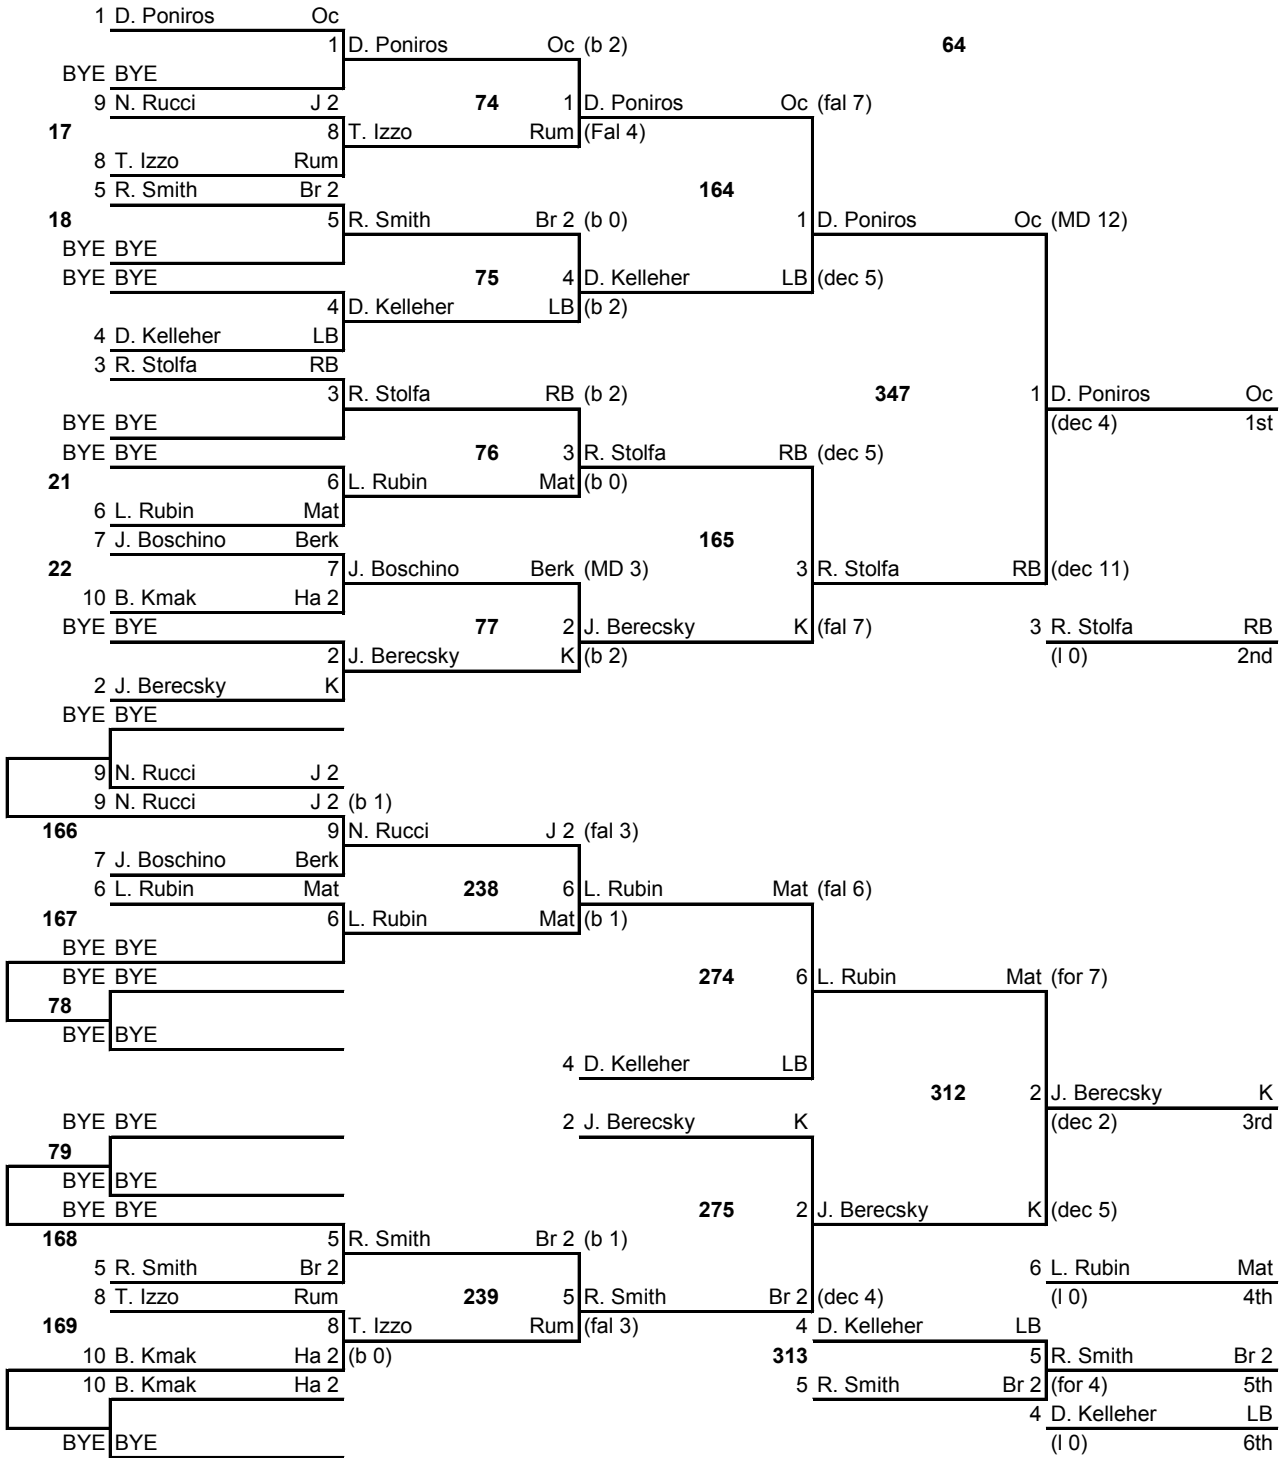 1 D. Poniros Oc
1 D. Poniros Oc (b 2) 64
BYE BYE
9 N. Rucci J 2 74 1 D. Poniros Oc (fal 7)
17 8 T. Izzo Rum (Fal 4)
8 T. Izzo Rum
5 R. Smith Br 2 164
18 5 R. Smith Br 2 (b 0) 1 D. Poniros Oc (MD 12)
BYE BYE
BYE BYE 75 4 D. Kelleher LB (dec 5)
4 D. Kelleher LB (b 2)
4 D. Kelleher LB
3 R. Stolfa RB
3 R. Stolfa RB (b 2) 347 1 D. Poniros Oc
BYE BYE (dec 4) 1st
BYE BYE 76 3 R. Stolfa RB (dec 5)
21 6 L. Rubin Mat (b 0)
6 L. Rubin Mat
7 J. Boschino Berk 165
22 7 J. Boschino Berk (MD 3) 3 R. Stolfa RB (dec 11)
10 B. Kmak Ha 2
BYE BYE 77 2 J. Berecsky K (fal 7) 3 R. Stolfa RB
2 J. Berecsky K (b 2) (l 0) 2nd
2 J. Berecsky K
BYE BYE
9 N. Rucci J 2
9 N. Rucci J 2 (b 1)
166 9 N. Rucci J 2 (fal 3)
7 J. Boschino Berk
6 L. Rubin Mat 238 6 L. Rubin Mat (fal 6)
167 6 L. Rubin Mat (b 1)
BYE BYE
BYE BYE 274 6 L. Rubin Mat (for 7)
78
BYE BYE
4 D. Kelleher LB
312 2 J. Berecsky K
BYE BYE 2 J. Berecsky K (dec 2) 3rd
79
BYE BYE
BYE BYE 275 2 J. Berecsky K (dec 5)
168 5 R. Smith Br 2 (b 1)
5 R. Smith Br 2 6 L. Rubin Mat
8 T. Izzo Rum 239 5 R. Smith Br 2 (dec 4) (l 0) 4th
169 8 T. Izzo Rum (fal 3) 4 D. Kelleher LB
10 B. Kmak Ha 2 (b 0) 313 5 R. Smith Br 2
10 B. Kmak Ha 2 5 R. Smith Br 2 (for 4) 5th
4 D. Kelleher LB
BYE BYE (l 0) 6th